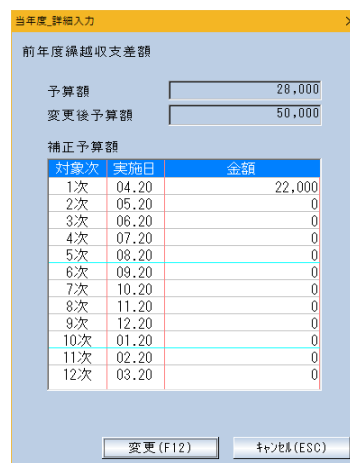 当年度_詳細入力
前年度繰越収支差額
予算額 28,000
変更後予算額 50,000
補正予算額
対象次 実施日 金額
1次 04.20 22,000
2次 05.20 0
3次 06.20 0
4次 07.20 0
5次 08.20 0
6次 09.20 0
7次 10.20 0
8次 11.20 0
9次 12.20 0
10次 01.20 0
11次 02.20 0
12次 03.20 0
変更(F12) ｷｬﾝｾﾙ(ESC)